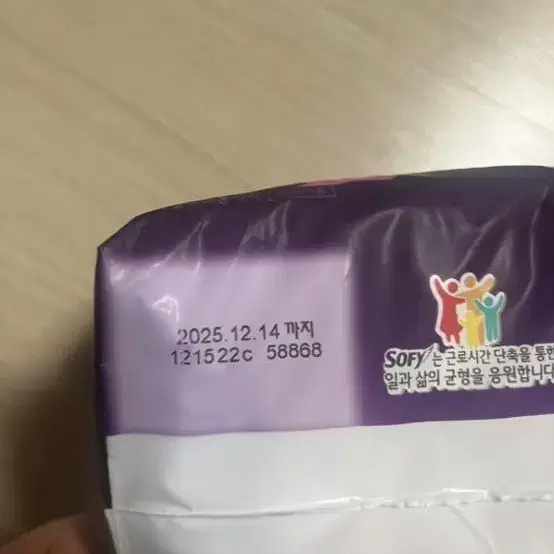 2025.12.14 까지
121522c 58868
SOFY는 근로시간 단축을 통한
일과 삶의 균형을 응원합니다